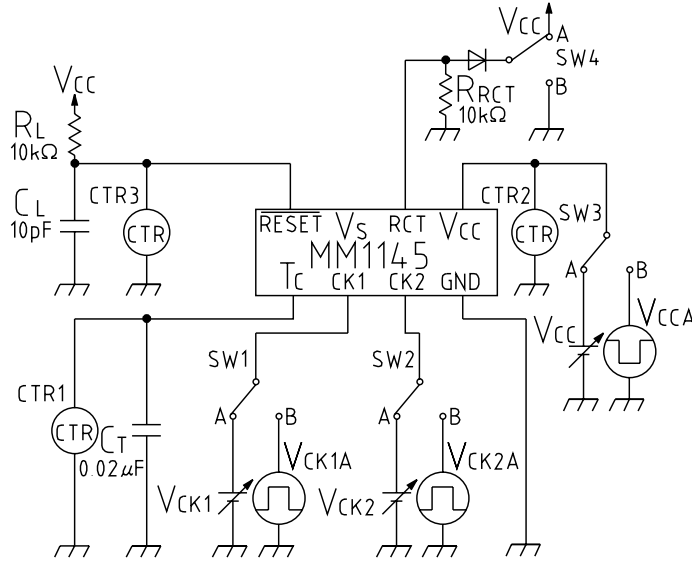 VCC
A
SW4
B
RRCT
10kΩ
VCC
RL
10kΩ
CL
10pF
CTR3
CTR
RESET VS RCT VCC
MM1145
TC CK1 CK2 GND
CTR2
CTR
SW3
A B
VCC
VCCA
CTR1
CTR
CT
0.02μF
SW1
A B
VCK1A
VCK1
SW2
A B
VCK2A
VCK2